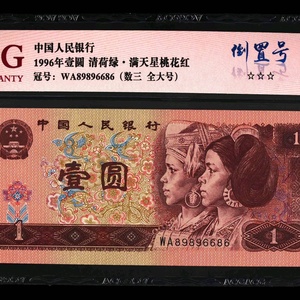 G
RANTY
中国人民银行
1996年壹圆 清荷绿·满天星桃花红
冠号：WA89896686（数三 全大号）
倒置号
☆☆☆
中国人民银行
壹圆
WA89896686
1
1